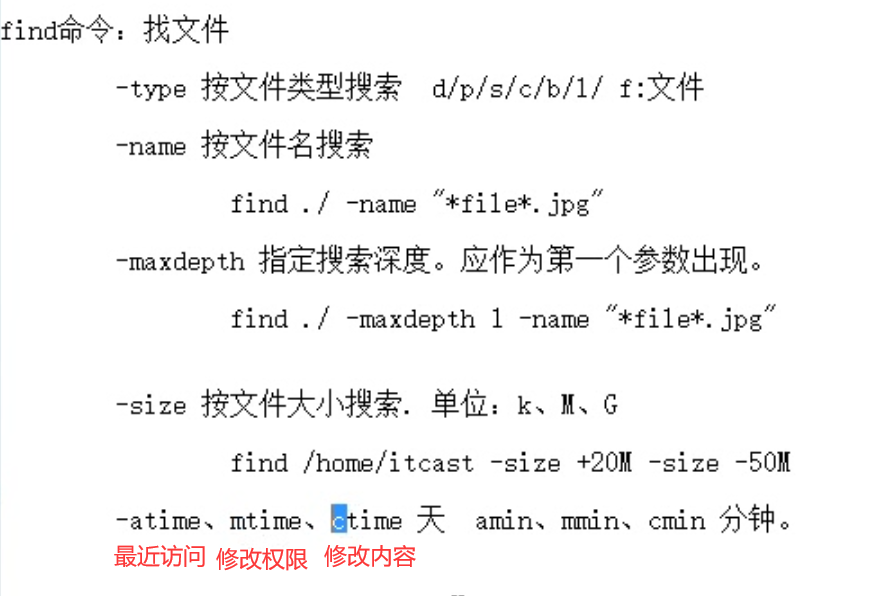 find命令：找文件
-type 按文件类型搜索 d/p/s/c/b/l/ f:文件
-name 按文件名搜索
find ./ -name "*file*.jpg"
-maxdepth 指定搜索深度。应作为第一个参数出现。
find ./ -maxdepth 1 -name "*file*.jpg"
-size 按文件大小搜索. 单位：k、M、G
find /home/itcast -size +20M -size -50M
-atime、mtime、ctime 天 amin、mmin、cmin 分钟。
最近访问 修改权限 修改内容